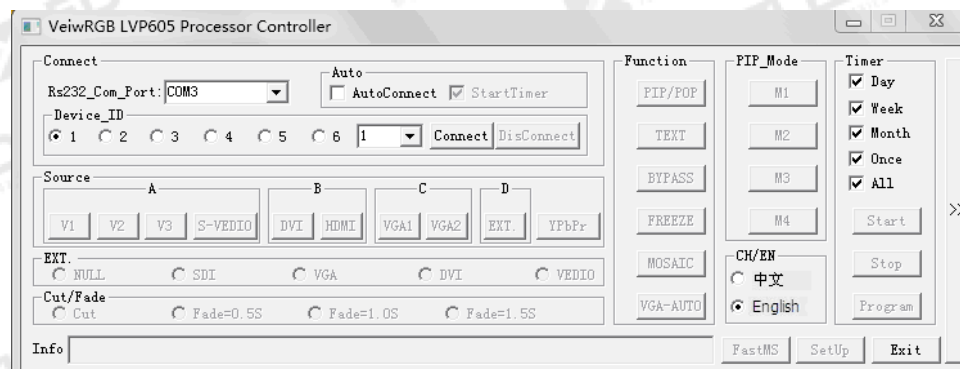 VeiwRGB LVP605 Processor Controller
Connect
Rs232_Com_Port: COM3
Auto
AutoConnect StartTimer
Device_ID
1 2 3 4 5 6 1 Connect DisConnect
Source
A B C D
V1 V2 V3 S-VEDIO DVI HDMI VGA1 VGA2 EXT. YPbPr
EXT.
NULL SDI VGA DVI VEDIO
Cut/Fade
Cut Fade=0.5S Fade=1.0S Fade=1.5S
Function
PIP/POP
TEXT
BYPASS
FREEZE
MOSAIC
VGA-AUTO
PIP_Mode
M1
M2
M3
M4
CH/EN
中文
English
Timer
Day
Week
Month
Once
All
Start
Stop
Program
>>
Info
FastMS SetUp Exit